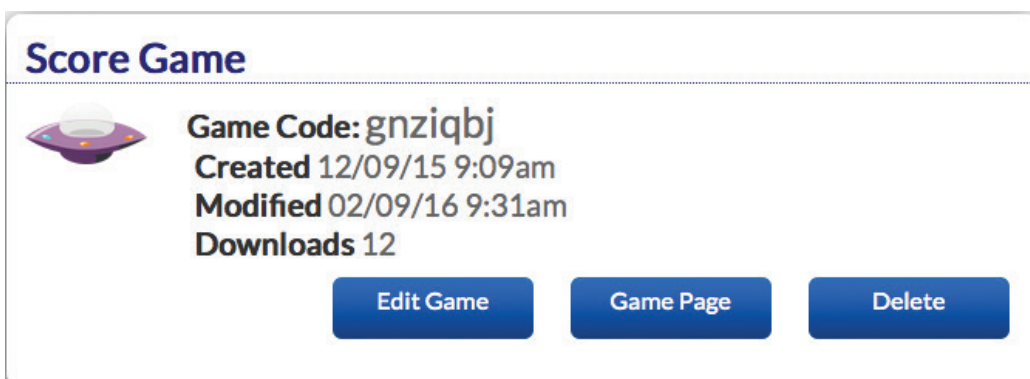 Score Game
Game Code: gnziqbj
Created 12/09/15 9:09am
Modified 02/09/16 9:31am
Downloads 12
Edit Game Game Page Delete